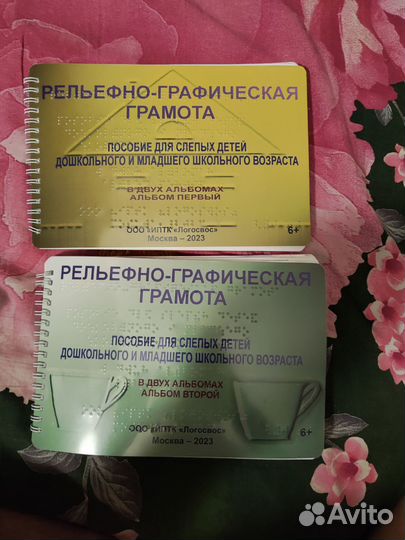 РЕЛЬЕФНО-ГРАФИЧЕСКАЯ
ГРАМОТА
ПОСОБИЕ ДЛЯ СЛЕПЫХ ДЕТЕЙ
ДОШКОЛЬНОГО И МЛАДШЕГО ШКОЛЬНОГО ВОЗРАСТА
В ДВУХ АЛЬБОМАХ
АЛЬБОМ ПЕРВЫЙ
ООО «ИПТК «Логосвос»
Москва – 2023
6+
РЕЛЬЕФНО-ГРАФИЧЕСКАЯ
ГРАМОТА
ПОСОБИЕ ДЛЯ СЛЕПЫХ ДЕТЕЙ
ДОШКОЛЬНОГО И МЛАДШЕГО ШКОЛЬНОГО ВОЗРАСТА
В ДВУХ АЛЬБОМАХ
АЛЬБОМ ВТОРОЙ
ООО «ИПТК «Логосвос»
Москва – 2023
6+
Avito